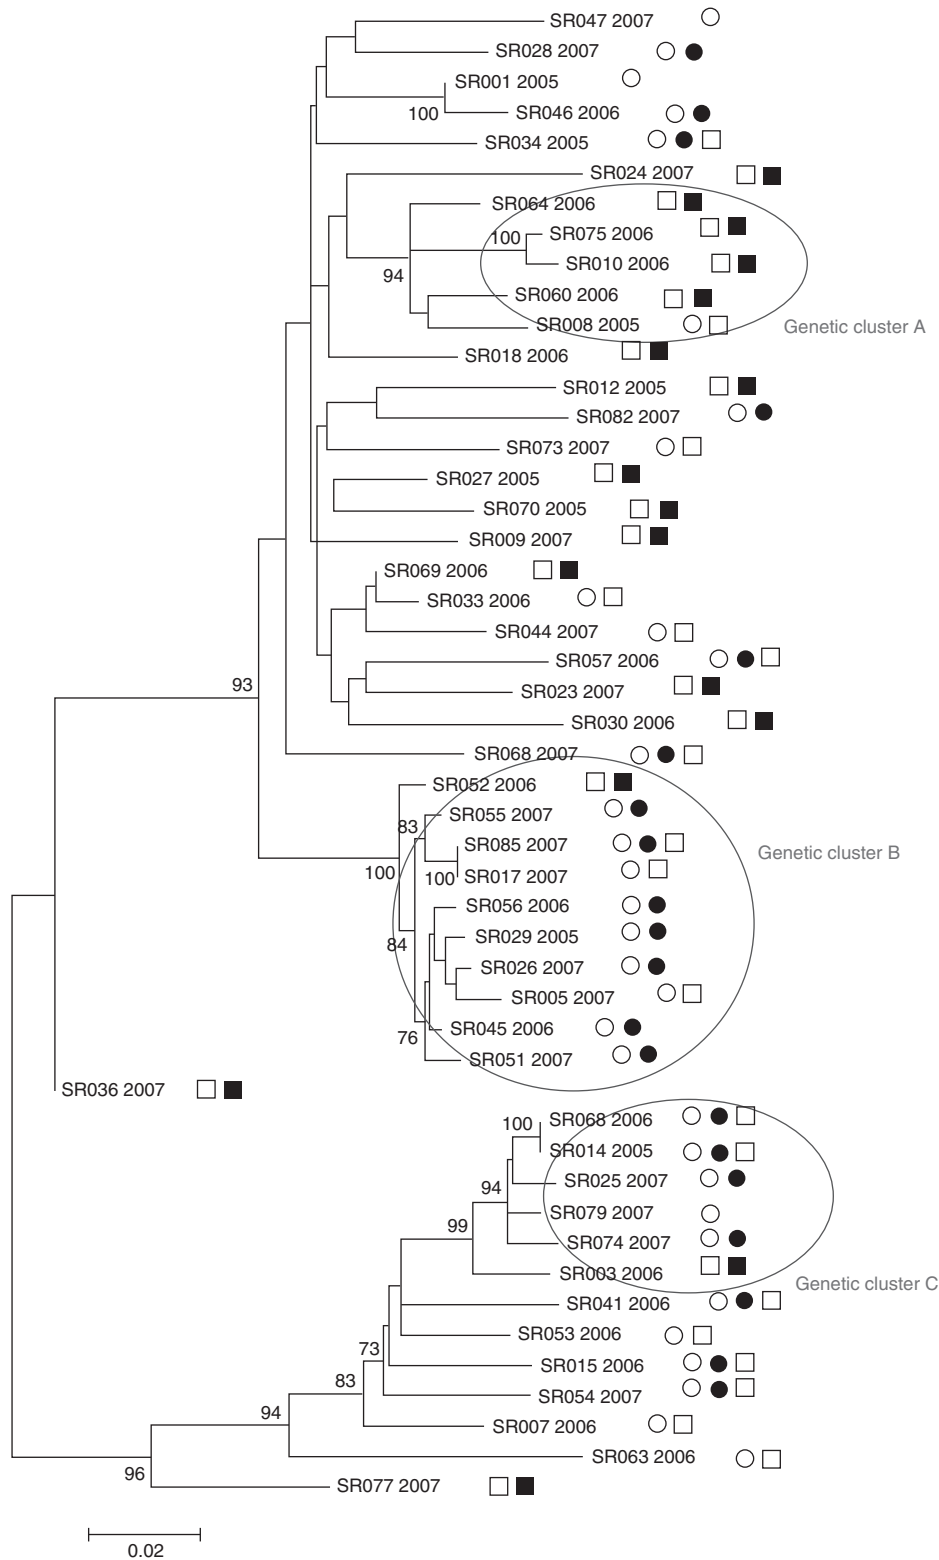 SR047 2007
SR028 2007
SR001 2005
100
SR046 2006
SR034 2005
SR024 2007
SR064 2006
100
SR075 2006
SR010 2006
94
SR060 2006
SR008 2005
Genetic cluster A
SR018 2006
SR012 2005
SR082 2007
SR073 2007
SR027 2005
SR070 2005
SR009 2007
SR069 2006
SR033 2006
SR044 2007
SR057 2006
93
SR023 2007
SR030 2006
SR068 2007
SR052 2006
SR055 2007
83
SR085 2007
Genetic cluster B
100
100
SR017 2007
SR056 2006
SR029 2005
84
SR026 2007
SR005 2007
SR045 2006
76
SR051 2007
SR036 2007
SR068 2006
100
SR014 2005
SR025 2007
94
SR079 2007
99
SR074 2007
SR003 2006
Genetic cluster C
SR041 2006
SR053 2006
73
SR015 2006
83
SR054 2007
94
SR007 2006
SR063 2006
96
SR077 2007
0.02